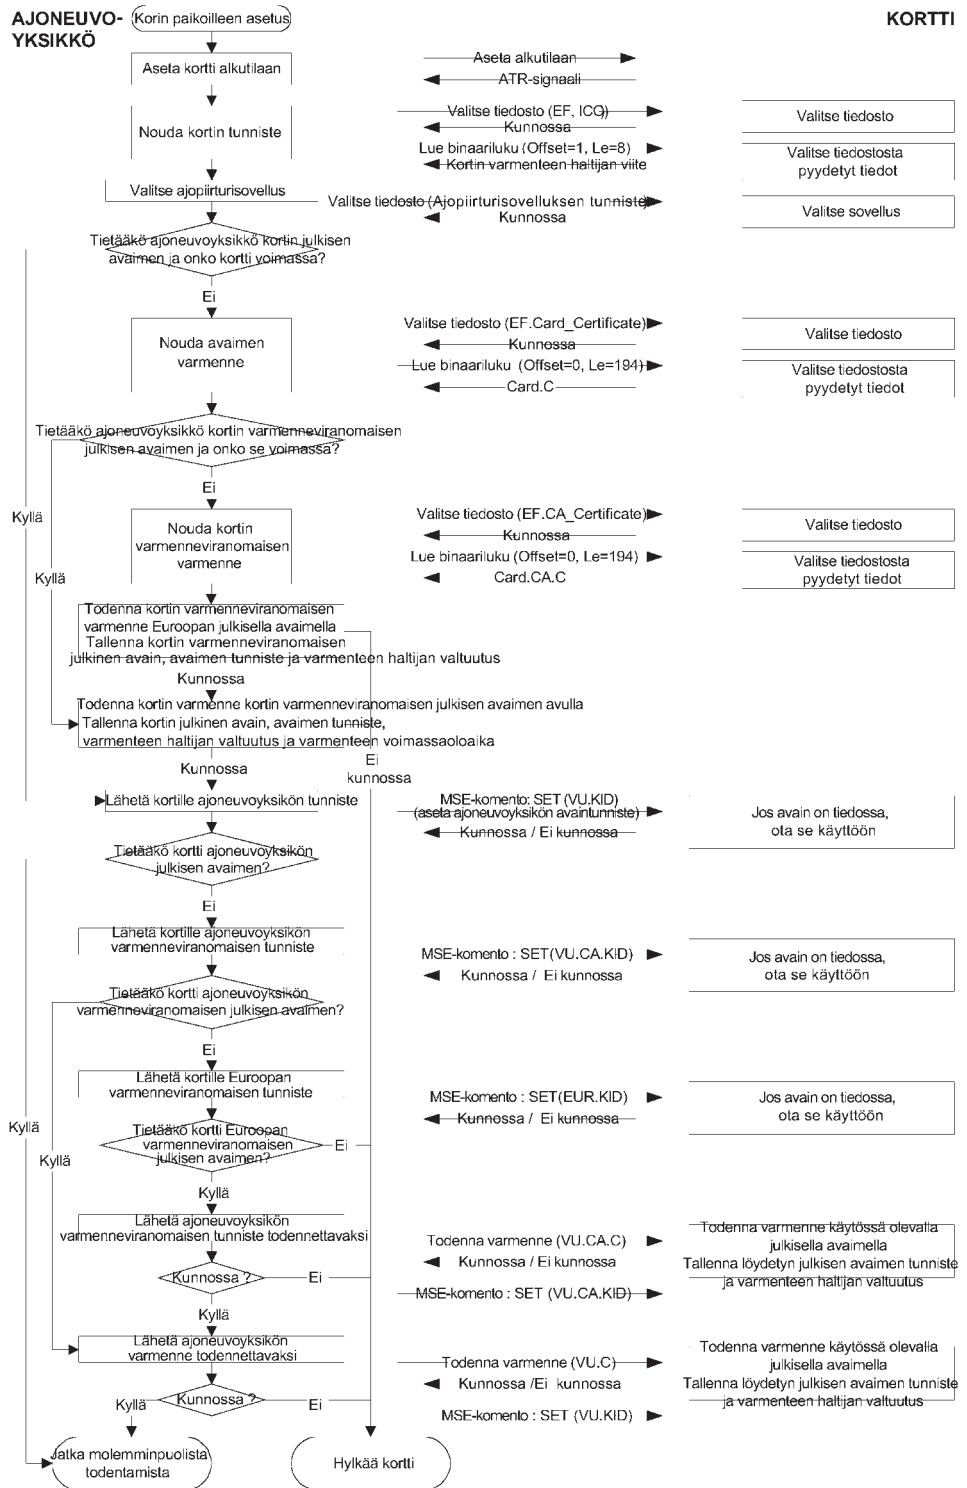 AJONEUVO-
YKSIKKÖ
Korin paikoilleen asetus
KORTTI
Aseta kortti alkutilaan
Aseta alkutilaan
ATR-signaali
Nouda kortin tunniste
Valitse tiedosto (EF, ICC)
Kunnossa
Valitse tiedosto
Lue binaariluku (Offset=1, Le=8)
Kortin varmenteen haltijan viite
Valitse tiedostosta
pyydetyt tiedot
Valitse ajopiirturisovellus
Valitse tiedosto (Ajopiirturisovelluksen tunniste)
Kunnossa
Valitse sovellus
Tietääkö ajoneuvoyksikkö kortin julkisen
avaimen ja onko kortti voimassa?
Ei
Nouda avaimen
varmenne
Valitse tiedosto (EF.Card_Certificate)
Kunnossa
Valitse tiedosto
Lue binaariluku (Offset=0, Le=194)
Card.C
Valitse tiedostosta
pyydetyt tiedot
Tietääkö ajoneuvoyksikkö kortin varmenneviranomaisen
julkisen avaimen ja onko se voimassa?
Ei
Kyllä
Nouda kortin
varmenneviranomaisen
varmenne
Valitse tiedosto (EF.CA_Certificate)
Kunnossa
Valitse tiedosto
Lue binaariluku (Offset=0, Le=194)
Card.CA.C
Valitse tiedostosta
pyydetyt tiedot
Kyllä
Todenna kortin varmenneviranomaisen
varmenne Euroopan julkisella avaimella
Tallenna kortin varmenneviranomaisen
julkinen avain, avaimen tunniste ja varmenteen haltijan valtuutus
Kunnossa
Todenna kortin varmenne kortin varmenneviranomaisen julkisen avaimen avulla
Tallenna kortin julkinen avain, avaimen tunniste,
varmenteen haltijan valtuutus ja varmenteen voimassaoloaika
Kunnossa
Ei
kunnossa
Lähetä kortille ajoneuvoyksikön tunniste
MSE-komento: SET (VU.KID)
(aseta ajoneuvoyksikön avaintunniste)
Kunnossa / Ei kunnossa
Jos avain on tiedossa,
ota se käyttöön
Tietääkö kortti ajoneuvoyksikön
julkisen avaimen?
Ei
Lähetä kortille ajoneuvoyksikön
varmenneviranomaisen tunniste
MSE-komento : SET(VU.CA.KID)
Kunnossa / Ei kunnossa
Jos avain on tiedossa,
ota se käyttöön
Tietääkö kortti ajoneuvoyksikön
varmenneviranomaisen julkisen avaimen?
Ei
Lähetä kortille Euroopan
varmenneviranomaisen tunniste
MSE-komento : SET(EUR.KID)
Kunnossa / Ei kunnossa
Jos avain on tiedossa,
ota se käyttöön
Kyllä
Tietääkö kortti Euroopan
varmenneviranomaisen
julkisen avaimen?
Ei
Kyllä
Kyllä
Lähetä ajoneuvoyksikön
varmenneviranomaisen tunniste todennettavaksi
Todenna varmenne (VU.CA.C)
Kunnossa / Ei kunnossa
Todenna varmenne käytössä olevalla
julkisella avaimella
Tallenna löydetyn julkisen avaimen tunniste
ja varmenteen haltijan valtuutus
Kunnossa ?
Ei
MSE-komento : SET (VU.CA.KID)
Kyllä
Lähetä ajoneuvoyksikön
varmenne todennettavaksi
Todenna varmenne (VU.C)
Kunnossa /Ei kunnossa
Todenna varmenne käytössä olevalla
julkisella avaimella
Tallenna löydetyn julkisen avaimen tunniste
ja varmenteen haltijan valtuutus
Kunnossa ?
Kyllä
Ei
MSE-komento : SET (VU.KID)
Jatka molemminpuolista
todentamista
Hylkää kortti